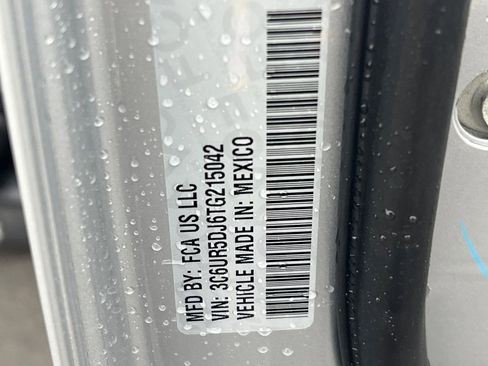 MFD BY: FCA US LLC
VIN: 3C6UR5DJ6TG215042
VEHICLE MADE IN: MEXICO